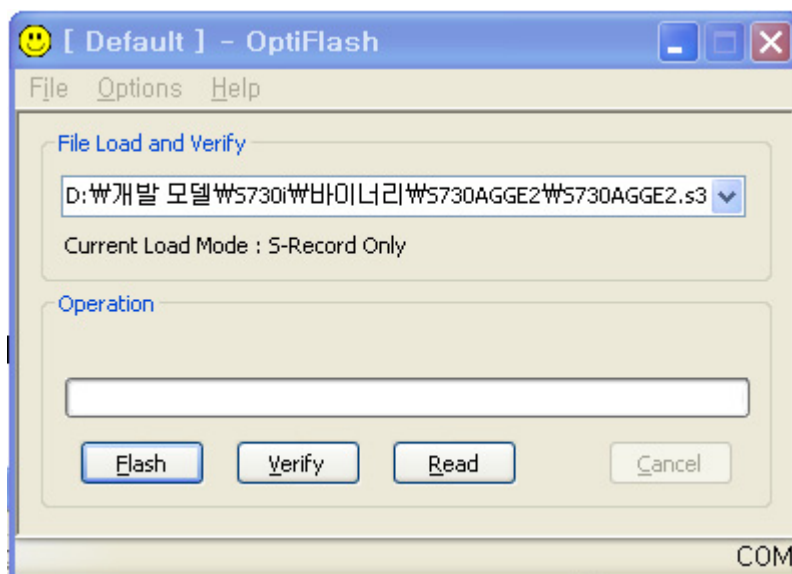 [ Default ] - OptiFlash
File Options Help
File Load and Verify
D:₩개발 모델₩S730i₩바이너리₩S730AGGE2₩S730AGGE2.s3
Current Load Mode : S-Record Only
Operation
Flash Verify Read Cancel
COM